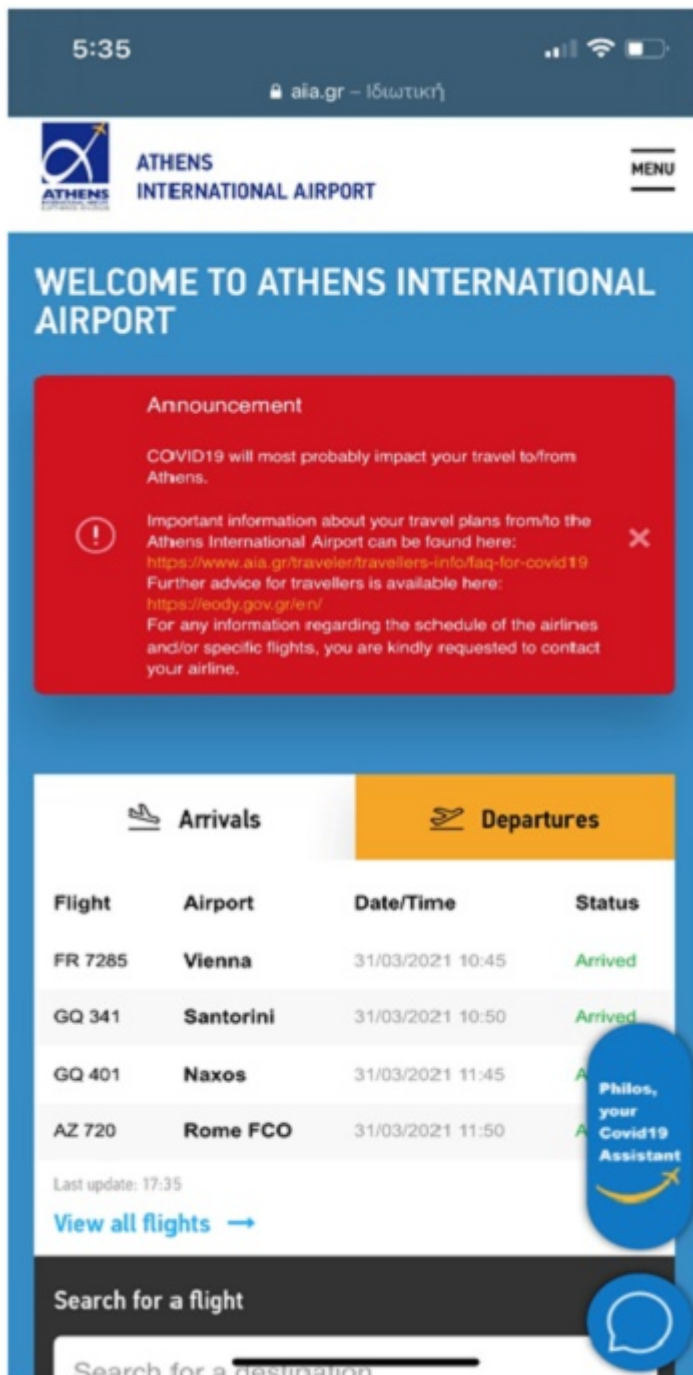 5:35
aia.gr – Ιδιωτική
ATHENS
ATHENS
INTERNATIONAL AIRPORT
MENU
WELCOME TO ATHENS INTERNATIONAL
AIRPORT
Announcement
COVID19 will most probably impact your travel to/from
Athens.
Important information about your travel plans from/to the
Athens International Airport can be found here:
https://www.aia.gr/traveler/travellers-info/faq-for-covid19
Further advice for travellers is available here:
https://eody.gov.gr/en/
For any information regarding the schedule of the airlines
and/or specific flights, you are kindly requested to contact
your airline.
Arrivals Departures
Flight Airport Date/Time Status
FR 7285 Vienna 31/03/2021 10:45 Arrived
GQ 341 Santorini 31/03/2021 10:50 Arrived
GQ 401 Naxos 31/03/2021 11:45 A
AZ 720 Rome FCO 31/03/2021 11:50 A
Philos,
your
Covid19
Assistant
Last update: 17:35
View all flights →
Search for a flight
Search for a destination